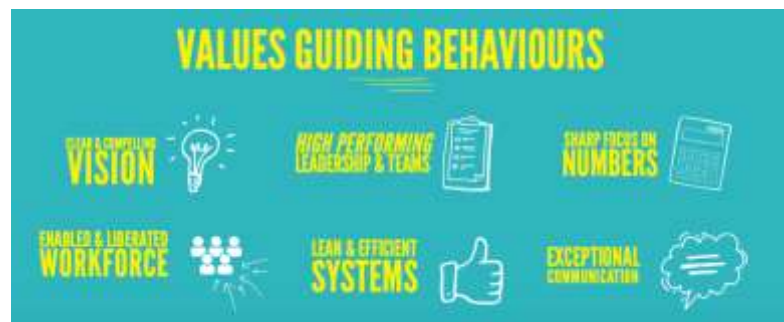 VALUES GUIDING BEHAVIOURS
CLEAR & COMPELLING
VISION
HIGH PERFORMING
LEADERSHIP & TEAMS
SHARP FOCUS ON
NUMBERS
ENABLED & LIBERATED
WORKFORCE
LEAN & EFFICIENT
SYSTEMS
EXCEPTIONAL
COMMUNICATION